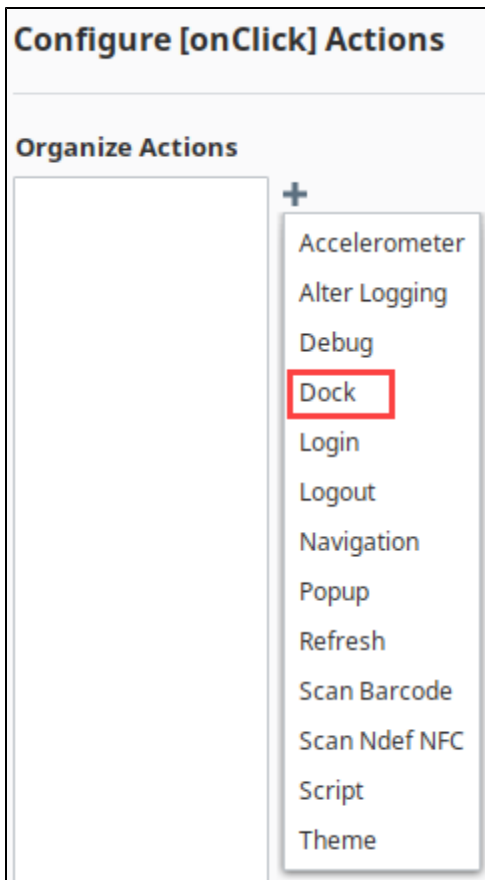 Configure [onClick] Actions
Organize Actions
Accelerometer
Alter Logging
Debug
Dock
Login
Logout
Navigation
Popup
Refresh
Scan Barcode
Scan Ndef NFC
Script
Theme